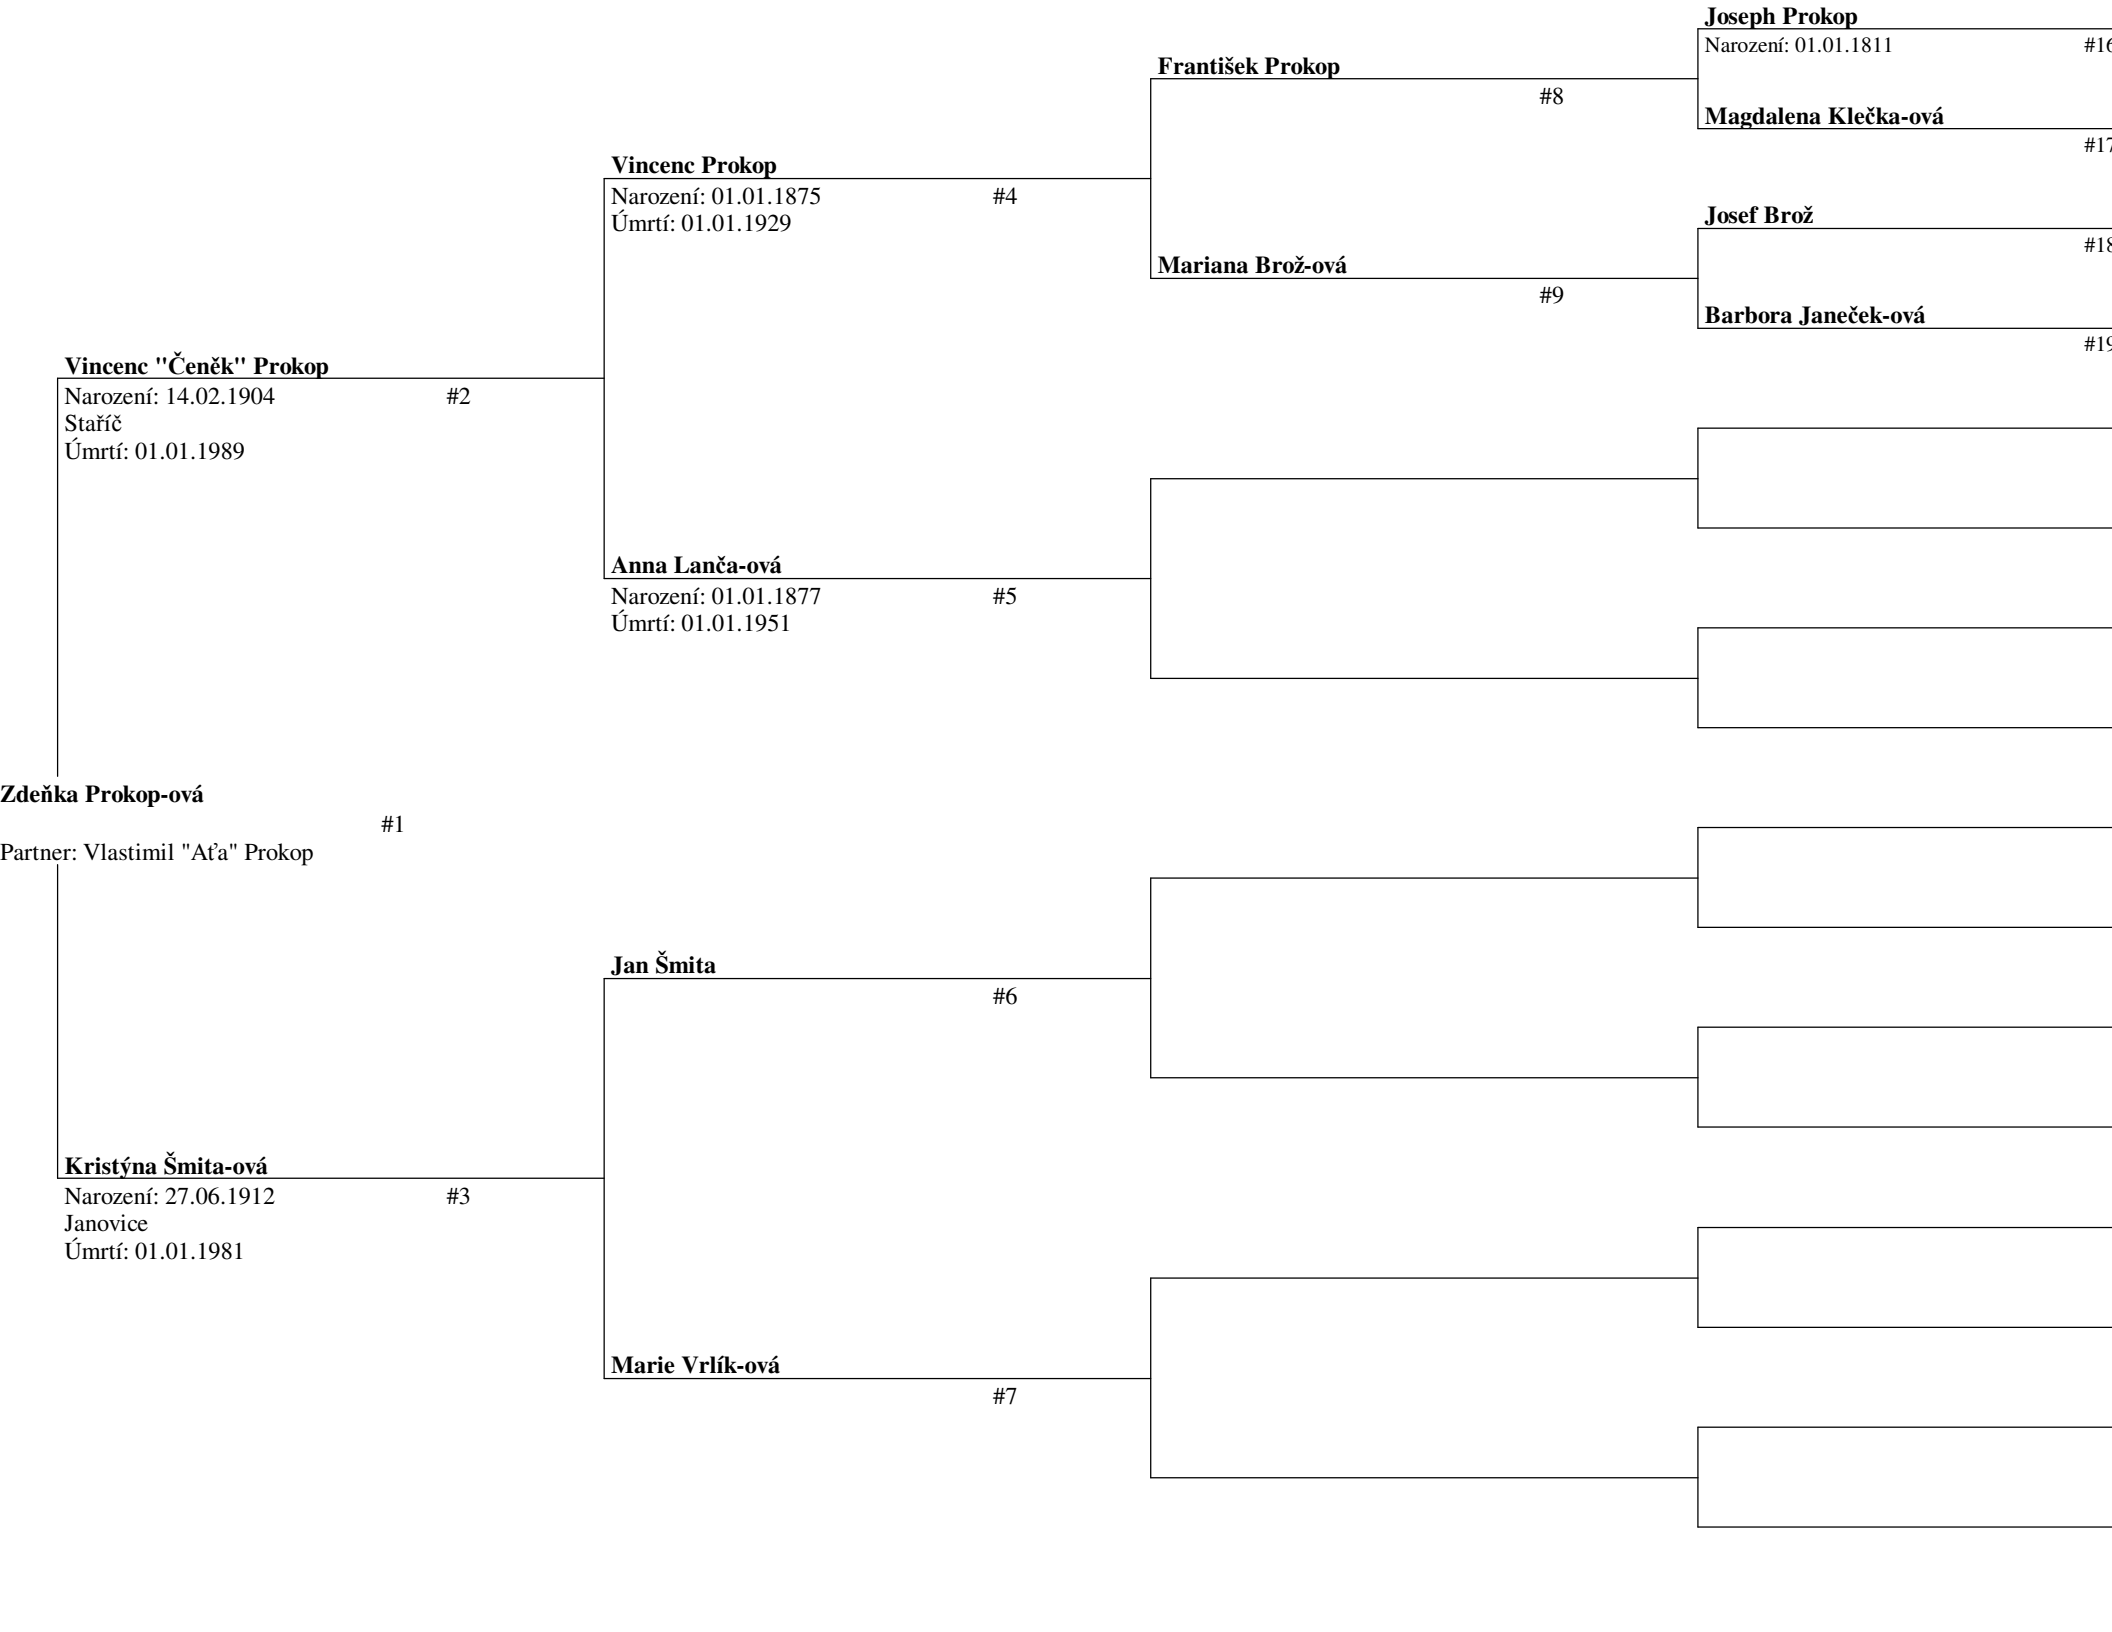 Joseph Prokop
Narození: 01.01.1811 #16
František Prokop
#8
Magdalena Klečka-ová
#17
Vincenc Prokop
Narození: 01.01.1875 #4
Úmrtí: 01.01.1929
Josef Brož
#18
Mariana Brož-ová
#9
Barbora Janeček-ová
#19
Vincenc "Čeněk" Prokop
Narození: 14.02.1904 #2
Staříč
Úmrtí: 01.01.1989
Anna Lanča-ová
Narození: 01.01.1877 #5
Úmrtí: 01.01.1951
Zdeňka Prokop-ová
#1
Partner: Vlastimil "Aťa" Prokop
Jan Šmita
#6
Kristýna Šmita-ová
Narození: 27.06.1912 #3
Janovice
Úmrtí: 01.01.1981
Marie Vrlík-ová
#7